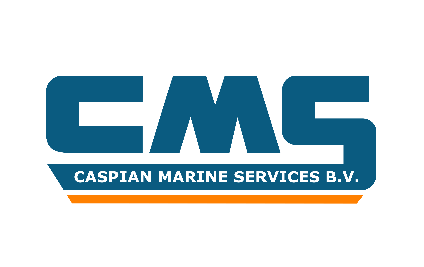 CMS
CASPIAN MARINE SERVICES B.V.